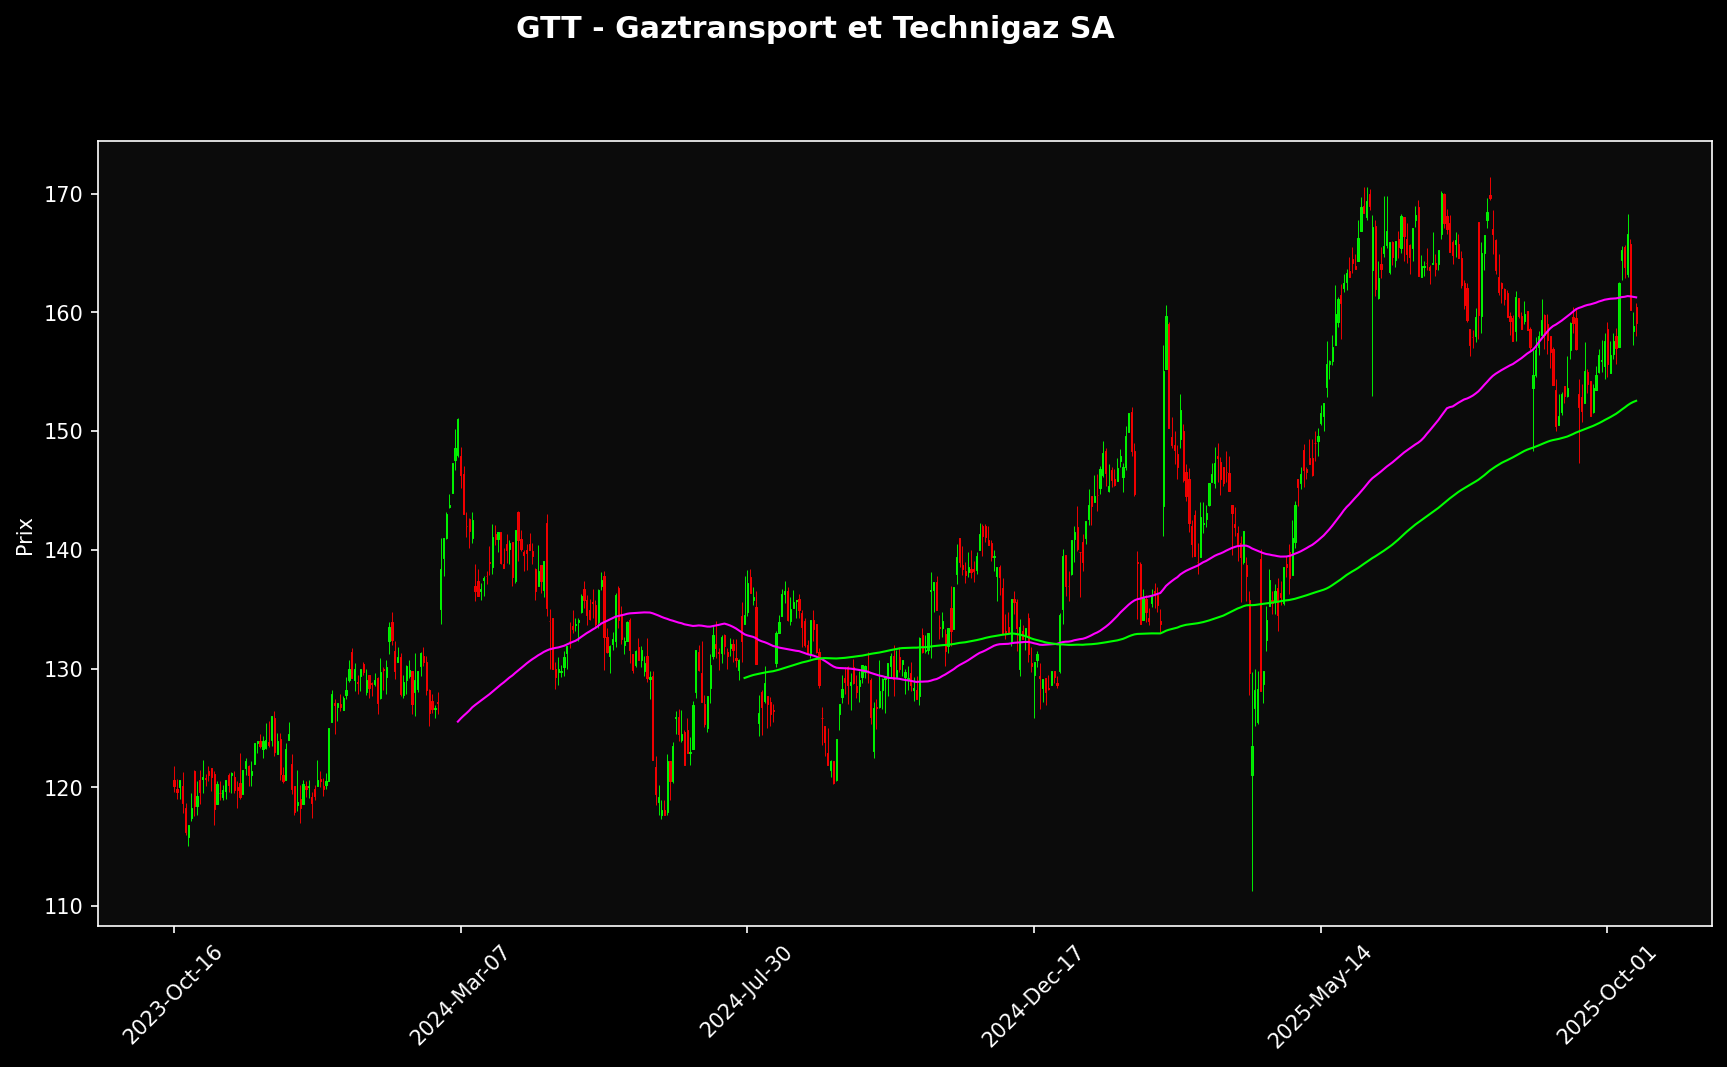 GTT - Gaztransport et Technigaz SA
Prix
170
160
150
140
130
120
110
2023-Oct-16
2024-Mar-07
2024-Jul-30
2024-Dec-17
2025-May-14
2025-Oct-01